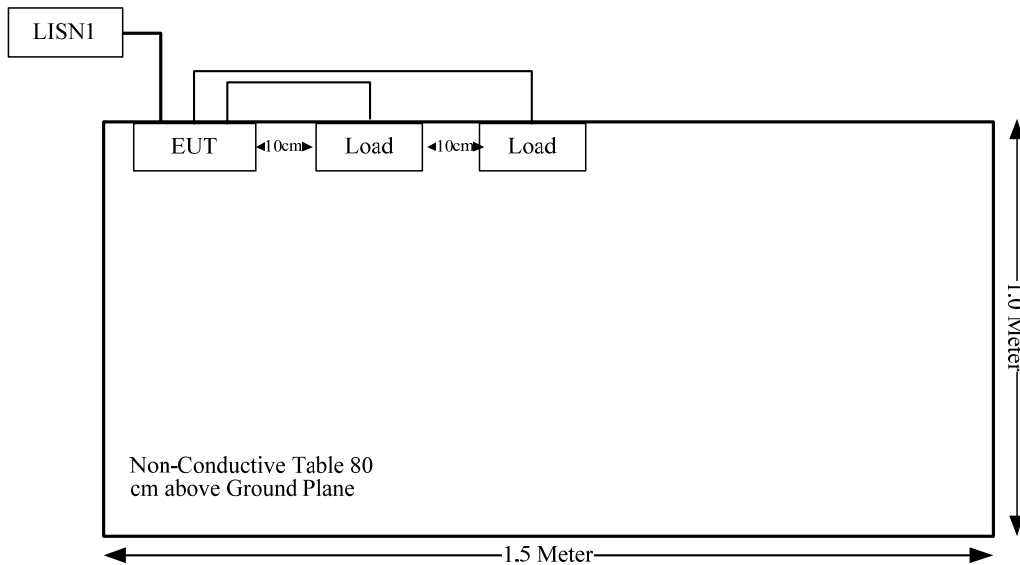 LISN1
EUT
10cm
Load
10cm
Load
1.0 Meter
Non-Conductive Table 80
cm above Ground Plane
1.5 Meter